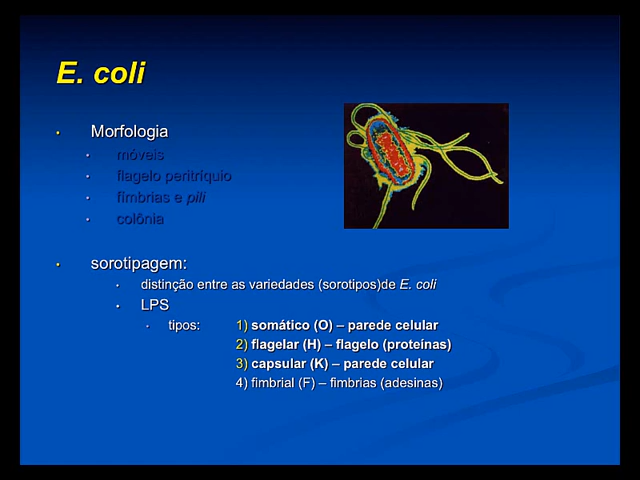 E. coli
• Morfologia
• móveis
• flagelo peritríquio
• fímbrias e pili
• colônia
• sorotipagem:
• distinção entre as variedades (sorotipos)de E. coli
• LPS
• tipos: 1) somático (O) – parede celular
2) flagelar (H) – flagelo (proteínas)
3) capsular (K) – parede celular
4) fimbrial (F) – fimbrias (adesinas)